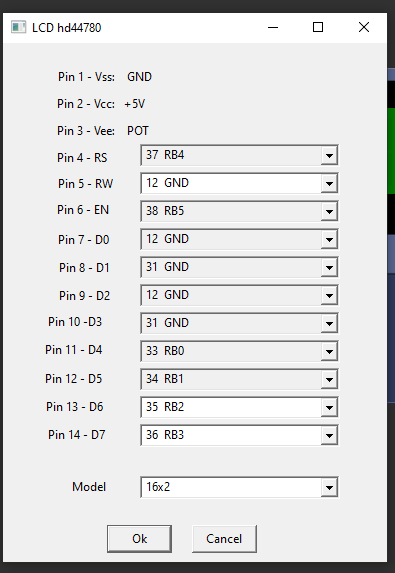 LCD hd44780
Pin 1 - Vss: GND
Pin 2 - Vcc: +5V
Pin 3 - Vee: POT
Pin 4 - RS 37 RB4
Pin 5 - RW 12 GND
Pin 6 - EN 38 RB5
Pin 7 - D0 12 GND
Pin 8 - D1 31 GND
Pin 9 - D2 12 GND
Pin 10 -D3 31 GND
Pin 11 - D4 33 RB0
Pin 12 - D5 34 RB1
Pin 13 - D6 35 RB2
Pin 14 - D7 36 RB3
Model 16x2
Ok Cancel